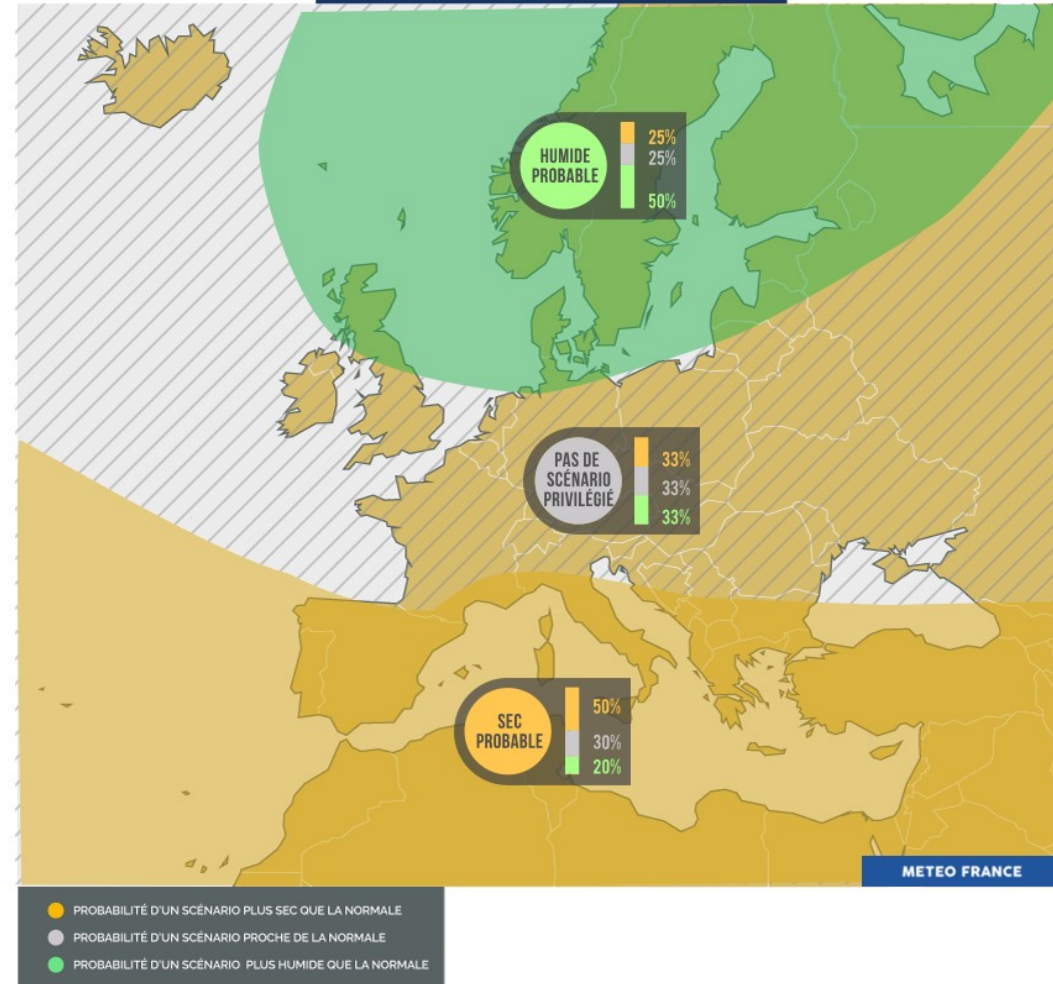 HUMIDE
PROBABLE
25%
25%
50%
PAS DE
SCÉNARIO
PRIVILÉGIÉ
33%
33%
33%
SEC
PROBABLE
50%
30%
20%
METEO FRANCE
PROBABILITÉ D'UN SCÉNARIO PLUS SEC QUE LA NORMALE
PROBABILITÉ D'UN SCÉNARIO PROCHE DE LA NORMALE
PROBABILITÉ D'UN SCÉNARIO PLUS HUMIDE QUE LA NORMALE